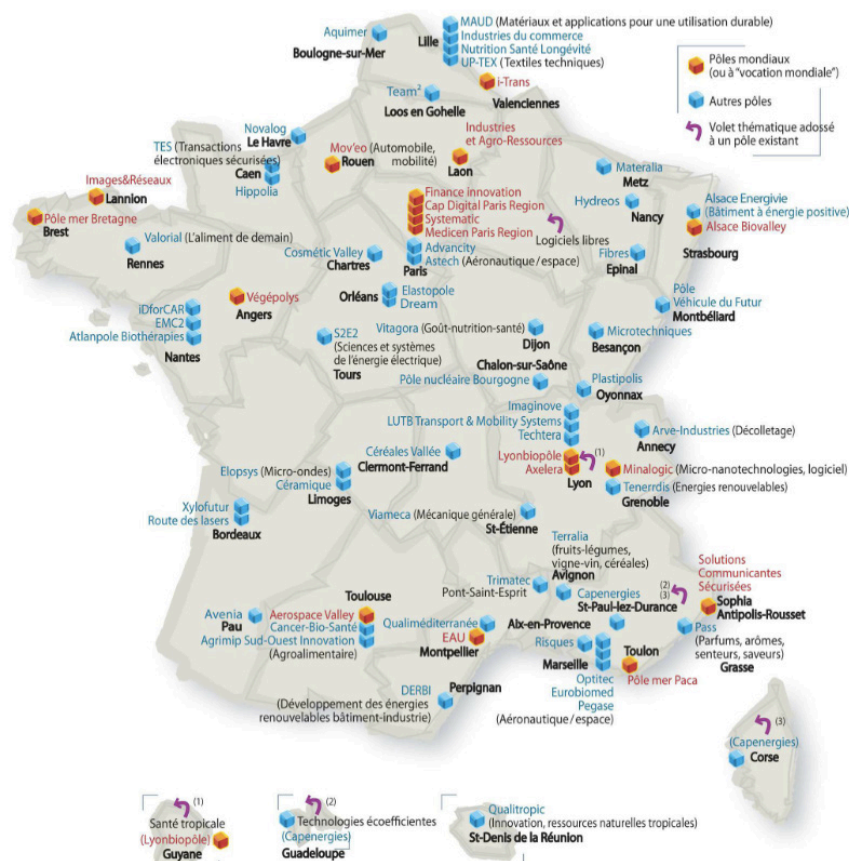 Aquimer
Boulogne-sur-Mer
Lille
MAUD (Matériaux et applications pour une utilisation durable)
Industries du commerce
Nutrition Santé Longévité
UP-TEX (Textiles techniques)
Pôles mondiaux
(ou à "vocation mondiale")
Autres pôles
Volet thématique adossé
à un pôle existant
i-Trans
Valenciennes
Team²
Loos en Gohelle
Novalog
Le Havre
TES (Transactions
électroniques sécurisées)
Caen
Hippolia
Mov'eo (Automobile,
mobilité)
Rouen
Industries
et Agro-Ressources
Laon
Materalia
Metz
Hydreos
Nancy
Alsace Energivie
(Bâtiment à énergie positive)
Alsace Biovalley
Strasbourg
Images&Réseaux
Lannion
Pôle mer Bretagne
Brest
Valorial (L'aliment de demain)
Rennes
Finance innovation
Cap Digital Paris Region
Systematic
Medicen Paris Region
Advancity
Astech (Aéronautique/espace)
Paris
Logiciels libres
Cosmétic Valley
Chartres
Fibres
Epinal
Elastopole
Dream
Orléans
Végépolys
Angers
iDforCAR
EMC2
Atlanpole Biothérapies
Nantes
S2E2
(Sciences et systèmes
de l'énergie électrique)
Tours
Vitagora (Goût-nutrition-santé)
Dijon
Pôle
Véhicule du Futur
Montbéliard
Microtechniques
Besançon
Chalon-sur-Saône
Pôle nucléaire Bourgogne
Plastipolis
Oyonnax
Imaginove
LUTB Transport & Mobility Systems
Techtera
Lyonbiopôle
(1)
Axelera
Lyon
Arve-Industries (Décolletage)
Annecy
Minalogic (Micro-nanotechnologies, logiciel)
Tenerrdis (Energies renouvelables)
Grenoble
Céréales Vallée
Clermont-Ferrand
Elopsys (Micro-ondes)
Céramique
Limoges
Xylofutur
Route des lasers
Bordeaux
Viameca (Mécanique générale)
St-Étienne
Terralia
(fruits-légumes,
vigne-vin, céréales)
Avignon
Trimatec
Pont-Saint-Esprit
Capenergies
(2)
(3)
St-Paul-lez-Durance
Solutions
Communicantes
Sécurisées
Sophia
Antipolis-Rousset
Toulouse
Aerospace Valley
Cancer-Bio-Santé
Agrimip Sud-Ouest Innovation
(Agroalimentaire)
Avenia
Pau
Qualiméditerranée
EAU
Montpellier
Aix-en-Provence
Risques
Marseille
Optitec
Eurobiomed
Pegase
(Aéronautique/espace)
Toulon
Pôle mer Paca
Pass
(Parfums, arômes,
senteurs, saveurs)
Grasse
DERBI
(Développement des énergies
renouvelables bâtiment-industrie)
Perpignan
(3)
(Capenergies)
Corse
(1)
Santé tropicale
(Lyonbiopôle)
Guyane
(2)
Technologies écoefficientes
(Capenergies)
Guadeloupe
Qualitropic
(Innovation, ressources naturelles tropicales)
St-Denis de la Réunion